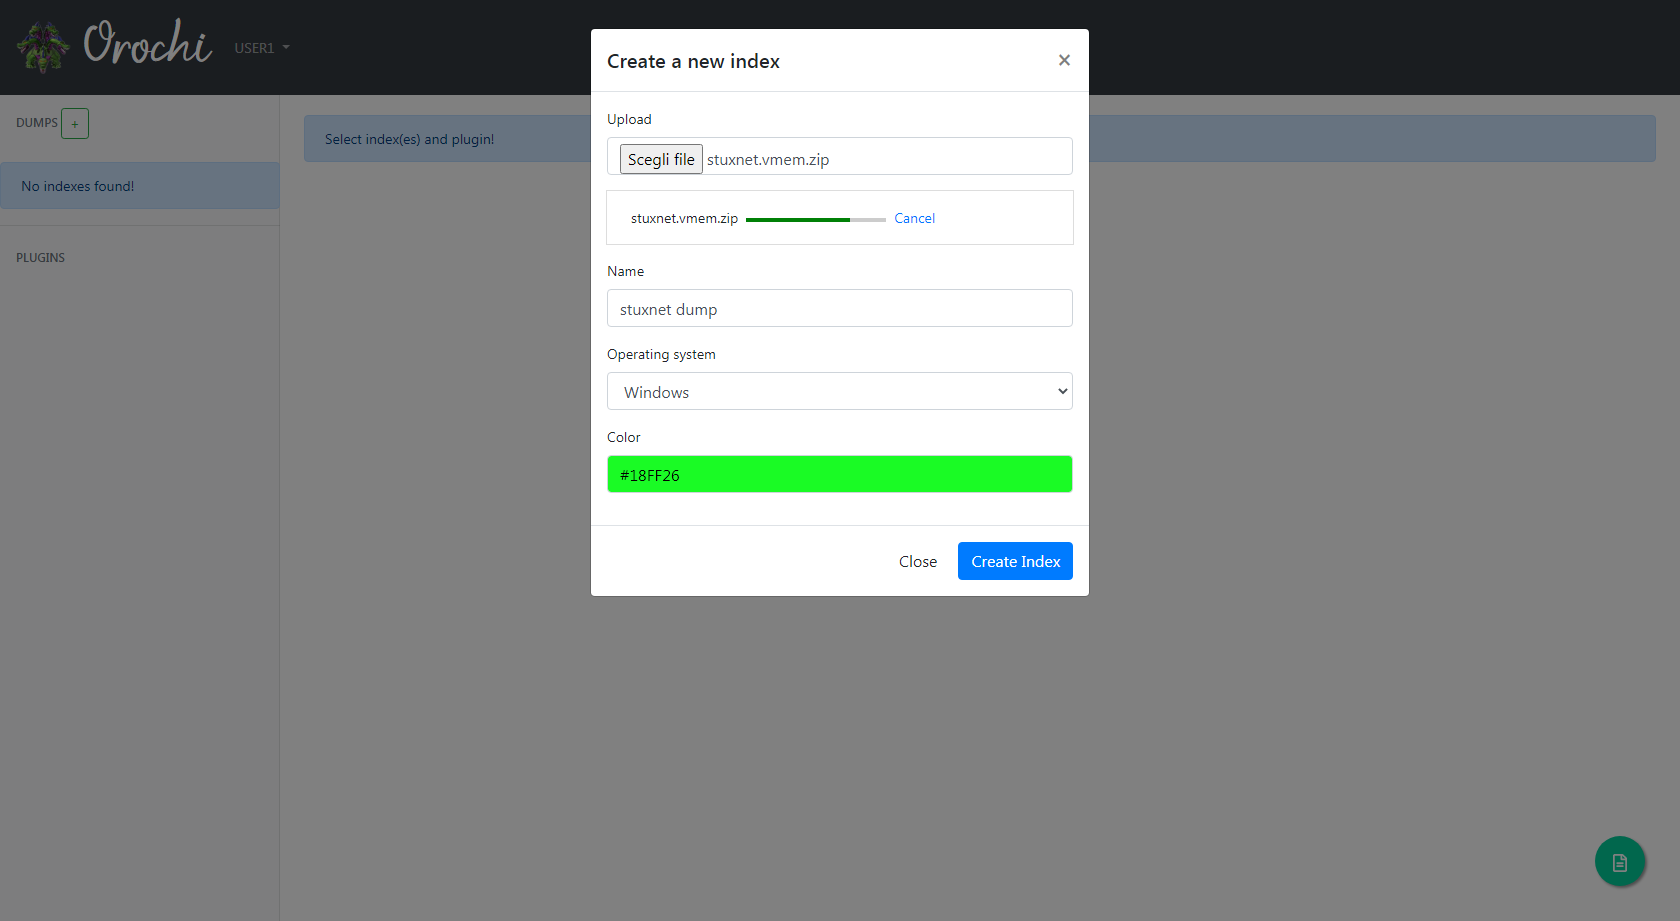 Orochi
USER1
DUMPS +
No indexes found!
PLUGINS
Select index(es) and plugin!
Create a new index
×
Upload
Scegli file stuxnet.vmem.zip
stuxnet.vmem.zip Cancel
Name
stuxnet dump
Operating system
Windows
Color
#18FF26
Close Create Index